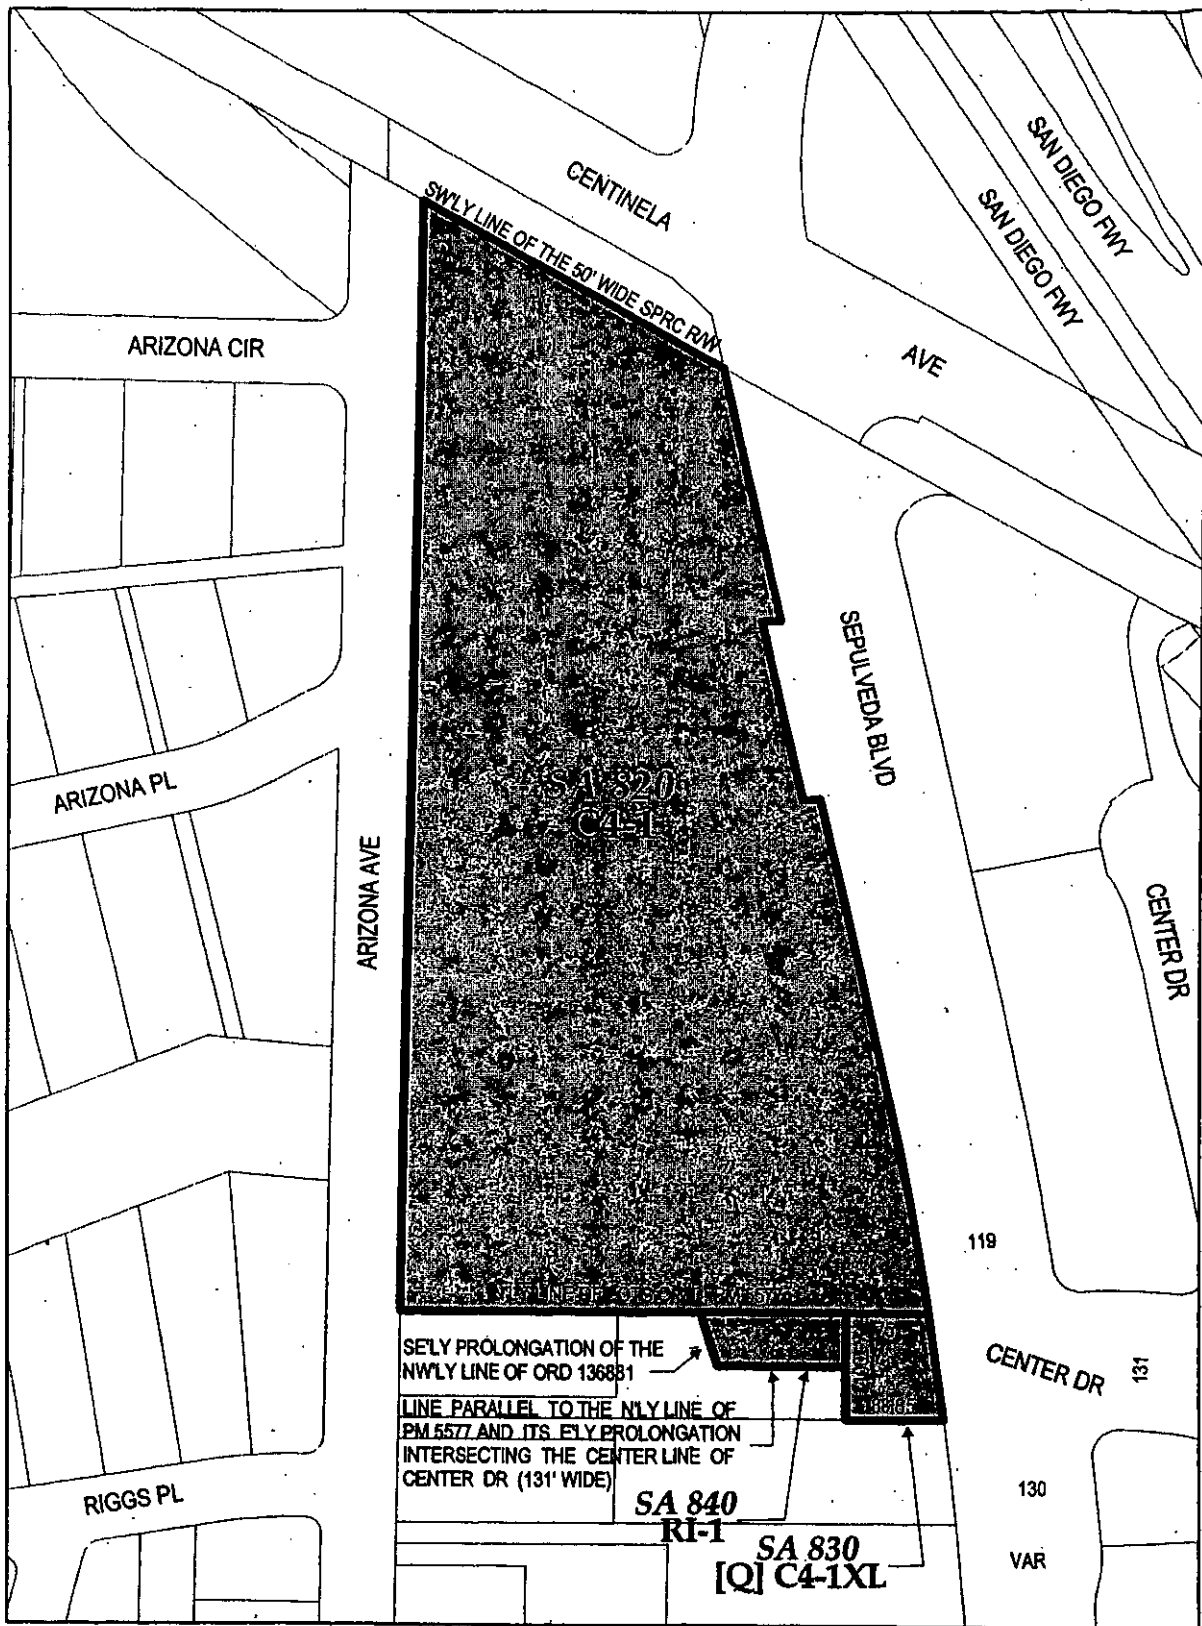 SAN DIEGO FWY
SAN DIEGO FWY
CENTINELA
AVE
SW'LY LINE OF THE 50' WIDE SPRC R/W
ARIZONA CIR
SEPULVEDA BLVD
ARIZONA PL
SA 820
C4-1
ARIZONA AVE
CENTER DR
119
SE'LY PROLONGATION OF THE
NW'LY LINE OF ORD 136881
CENTER DR
131
LINE PARALLEL TO THE N'LY LINE OF
PM 5577 AND ITS E'LY PROLONGATION
INTERSECTING THE CENTER LINE OF
CENTER DR (131' WIDE)
RIGGS PL
130
SA 840
RI-1
SA 830
[Q] C4-1XL
VAR